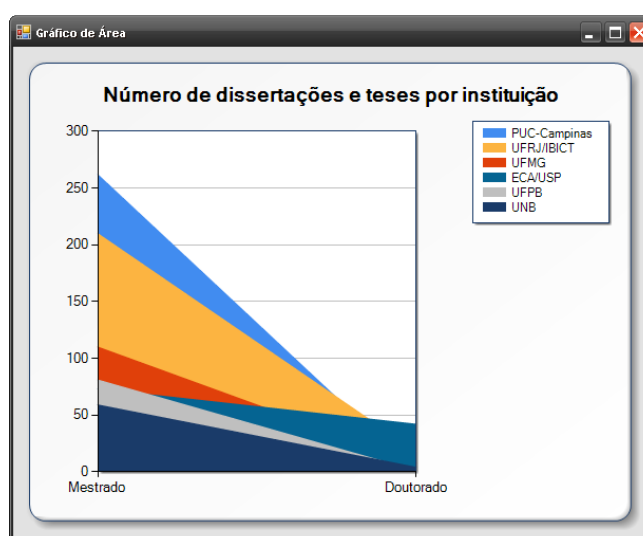 Gráfico de Área
Número de dissertações e teses por instituição
300
250
200
150
100
50
0
Mestrado
Doutorado
PUC-Campinas
UFRJ/IBICT
UFMG
ECA/USP
UFPB
UNB